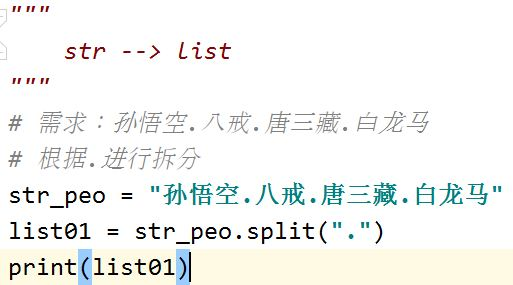 """
    str --> list
"""
# 需求：孙悟空.八戒.唐三藏.白龙马
# 根据.进行拆分
str_peo = "孙悟空.八戒.唐三藏.白龙马"
list01 = str_peo.split(".")
print(list01)